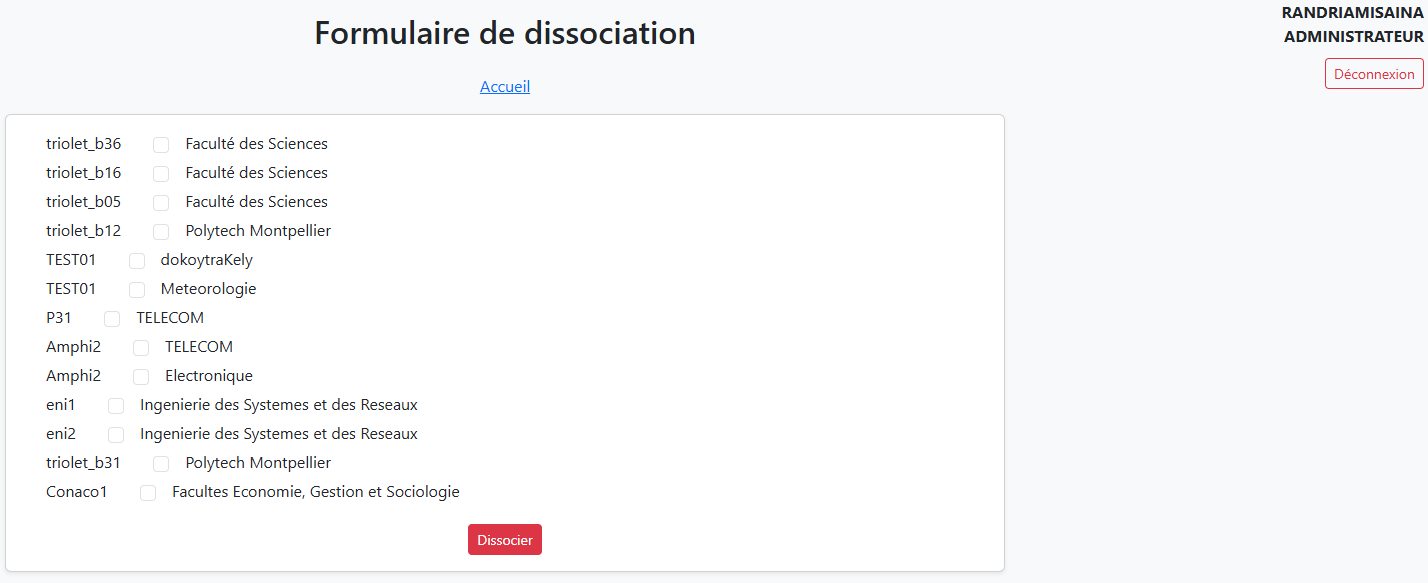 Formulaire de dissociation
RANDRIAMISAINA
ADMINISTRATEUR
Déconnexion
Accueil
triolet_b36 Faculté des Sciences
triolet_b16 Faculté des Sciences
triolet_b05 Faculté des Sciences
triolet_b12 Polytech Montpellier
TEST01 dokoytraKely
TEST01 Meteorologie
P31 TELECOM
Amphi2 TELECOM
Amphi2 Electronique
eni1 Ingenierie des Systemes et des Reseaux
eni2 Ingenierie des Systemes et des Reseaux
triolet_b31 Polytech Montpellier
Conaco1 Facultes Economie, Gestion et Sociologie
Dissocier